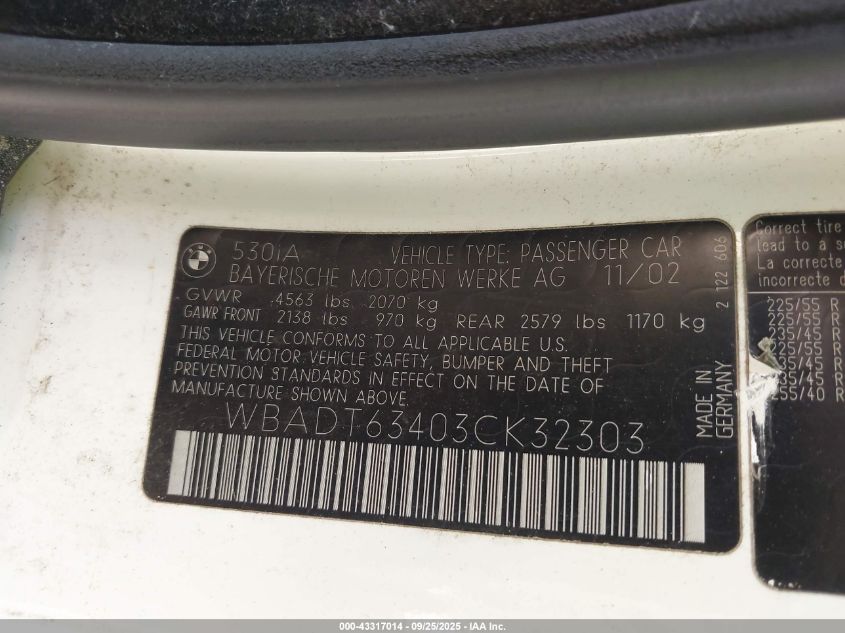 BMW
530iA VEHICLE TYPE: PASSENGER CAR
BAYERISCHE MOTOREN WERKE AG 11/02
GVWR 4563 lbs 2070 kg
GAWR FRONT 2138 lbs 970 kg REAR 2579 lbs 1170 kg
THIS VEHICLE CONFORMS TO ALL APPLICABLE U.S.
FEDERAL MOTOR VEHICLE SAFETY, BUMPER AND THEFT
PREVENTION STANDARDS IN EFFECT ON THE DATE OF
MANUFACTURE SHOWN ABOVE.
WBADT63403CK32303
2 122 606
MADE IN
GERMANY
Correct tire
lead to a
La correcte
incorrecte
225/55 R
225/55 R
235/45 R
/55 R
/45 R
/45 R
255/40 R
000-43317014 - 09/25/2025 - IAA Inc.